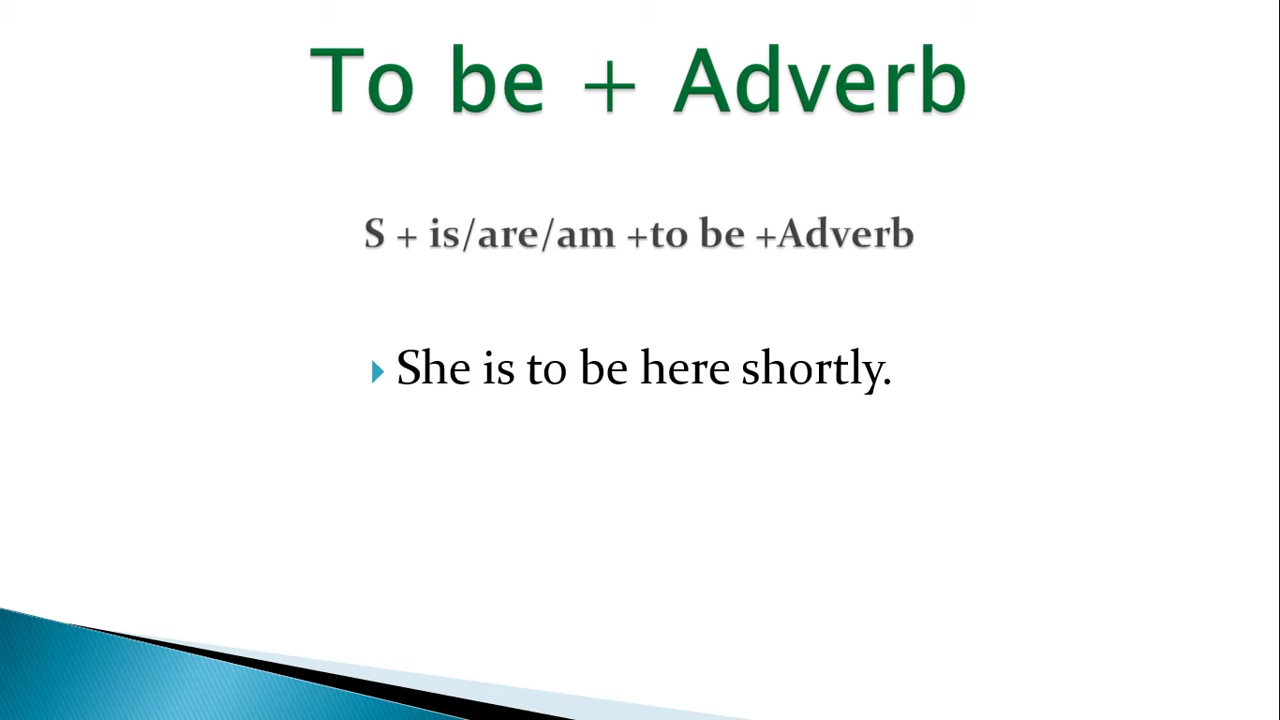 To be + Adverb
S + is/are/am +to be +Adverb
She is to be here shortly.